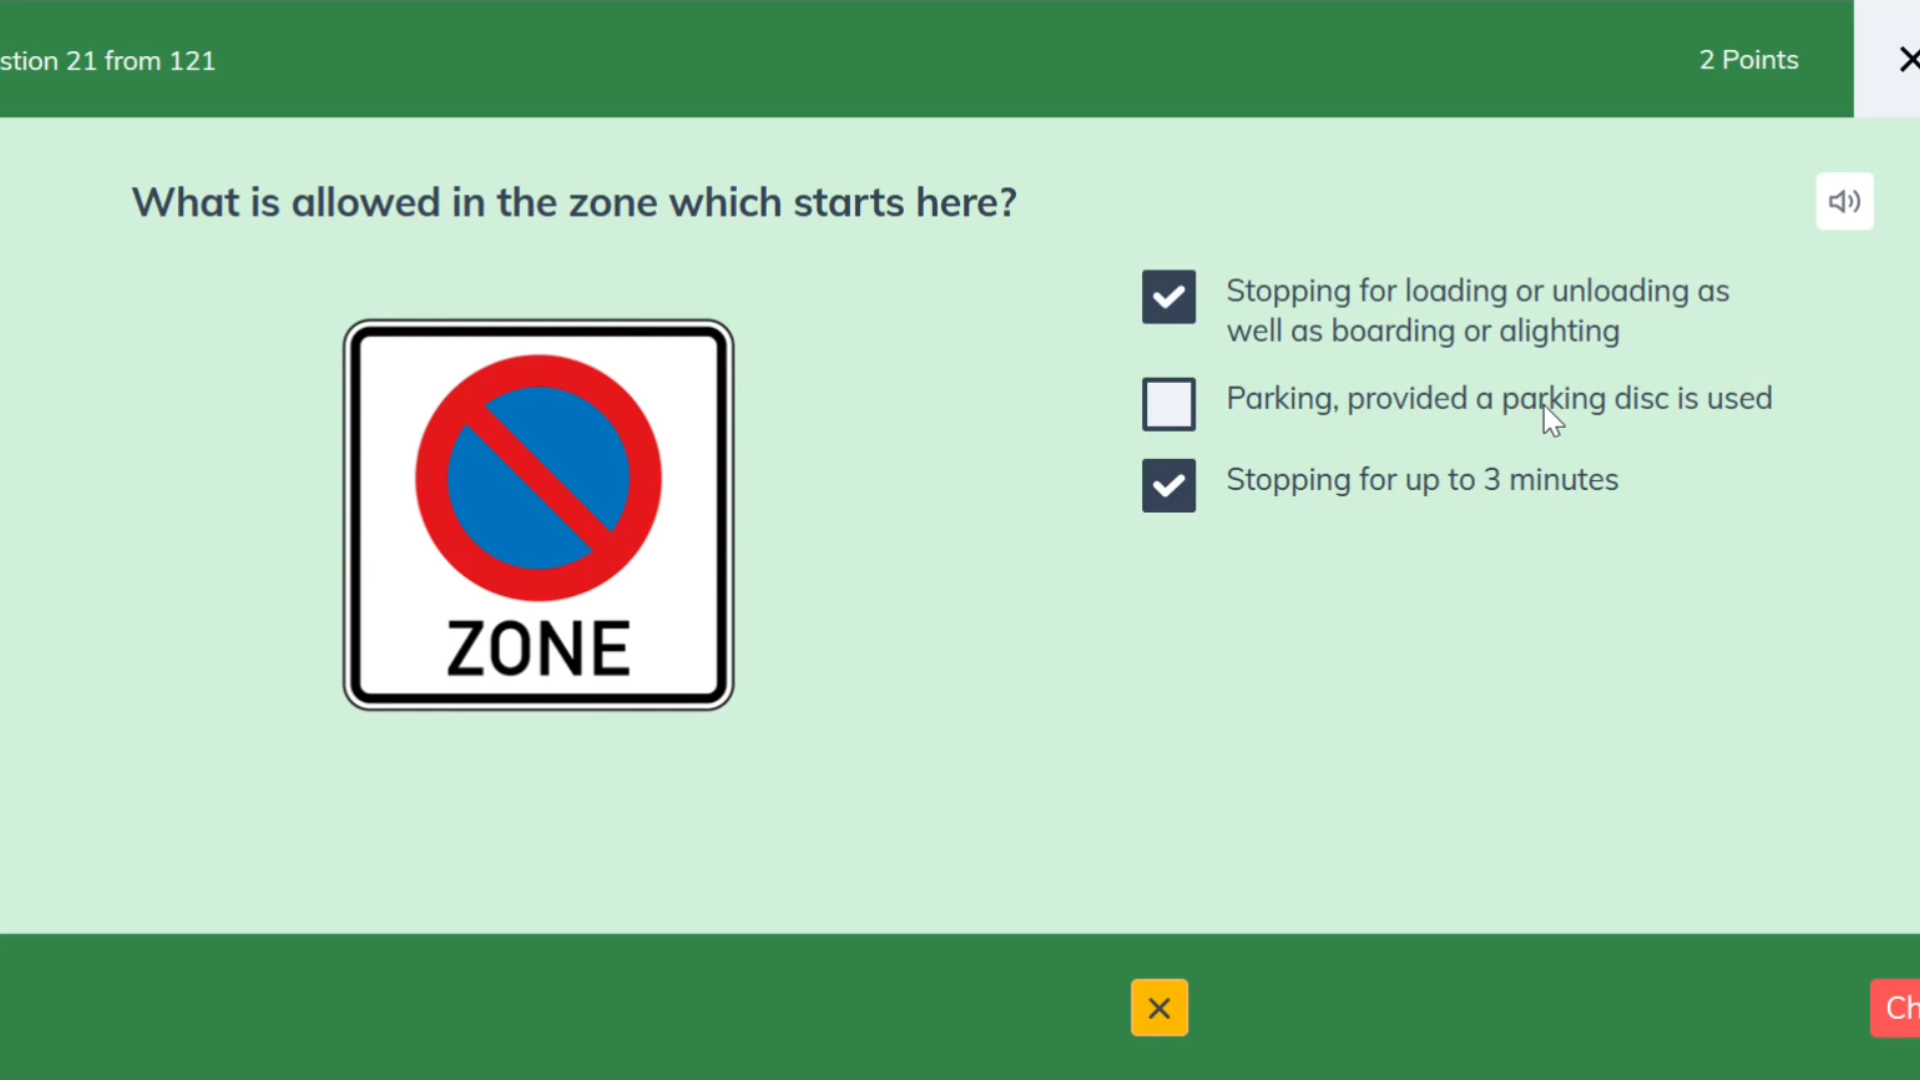 stion 21 from 121
2 Points
What is allowed in the zone which starts here?
Stopping for loading or unloading as
well as boarding or alighting
Parking, provided a parking disc is used
Stopping for up to 3 minutes
ZONE
Ch